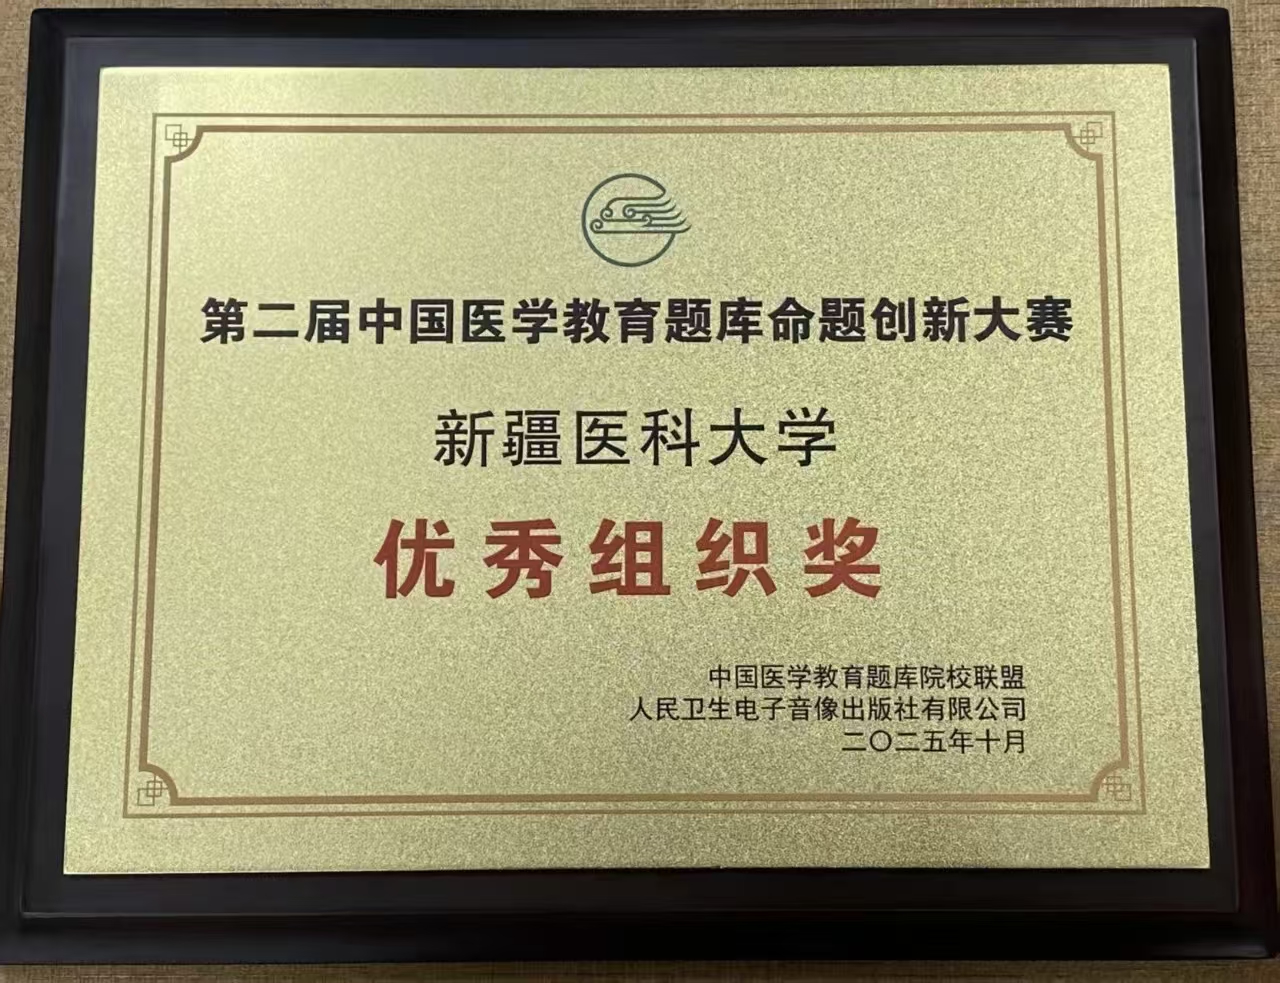 第二届中国医学教育题库命题创新大赛
新疆医科大学
优秀组织奖
中国医学教育题库院校联盟
人民卫生电子音像出版社有限公司
二〇二五年十月